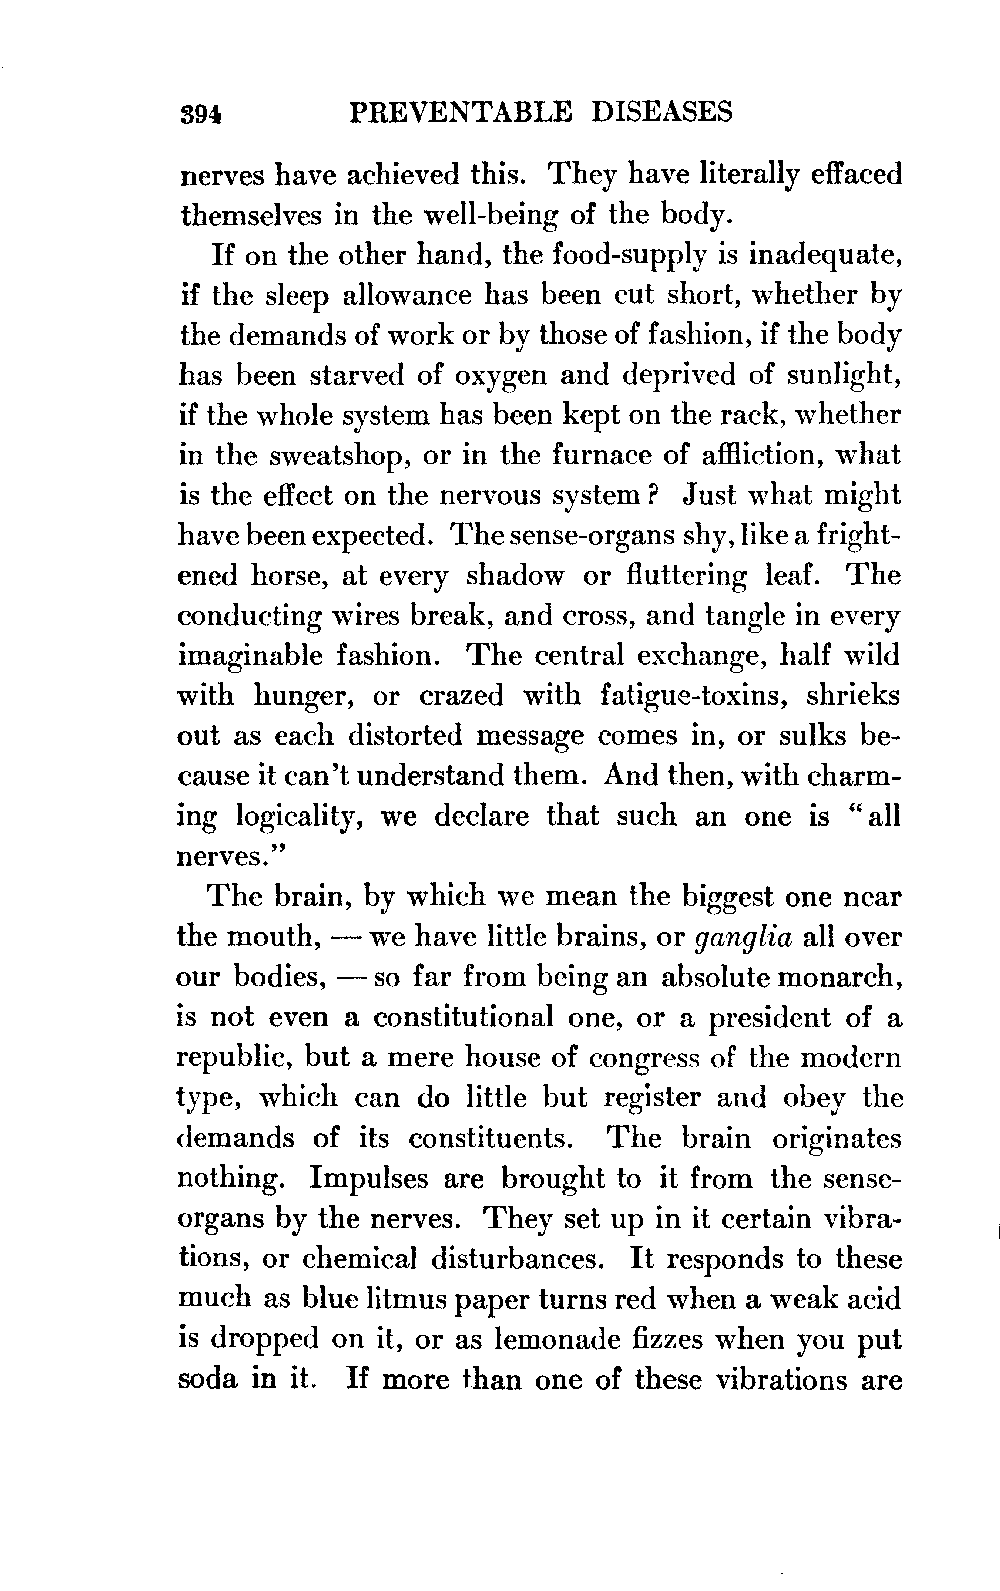 394 PREVENTABLE DISEASES
nerves have achieved this. They have literally effaced
themselves in the well-being of the body.
If on the other hand, the food-supply is inadequate,
if the sleep allowance has been cut short, whether by
the demands of work or by those of fashion, if the body
has been starved of oxygen and deprived of sunlight,
if the whole system has been kept on the rack, whether
in the sweatshop, or in the furnace of affliction, what
is the effect on the nervous system? Just what might
have been expected. The sense-organs shy, like a fright-
ened horse, at every shadow or fluttering leaf. The
conducting wires break, and cross, and tangle in every
imaginable fashion. The central exchange, half wild
with hunger, or crazed with fatigue-toxins, shrieks
out as each distorted message comes in, or sulks be-
cause it can't understand them. And then, with charm-
ing logicality, we declare that such an one is "all
nerves."
The brain, by which we mean the biggest one near
the mouth, — we have little brains, or ganglia all over
our bodies, — so far from being an absolute monarch,
is not even a constitutional one, or a president of a
republic, but a mere house of congress of the modern
type, which can do little but register and obey the
demands of its constituents. The brain originates
nothing. Impulses are brought to it from the sense-
organs by the nerves. They set up in it certain vibra-
tions, or chemical disturbances. It responds to these
much as blue litmus paper turns red when a weak acid
is dropped on it, or as lemonade fizzes when you put
soda in it. If more than one of these vibrations are